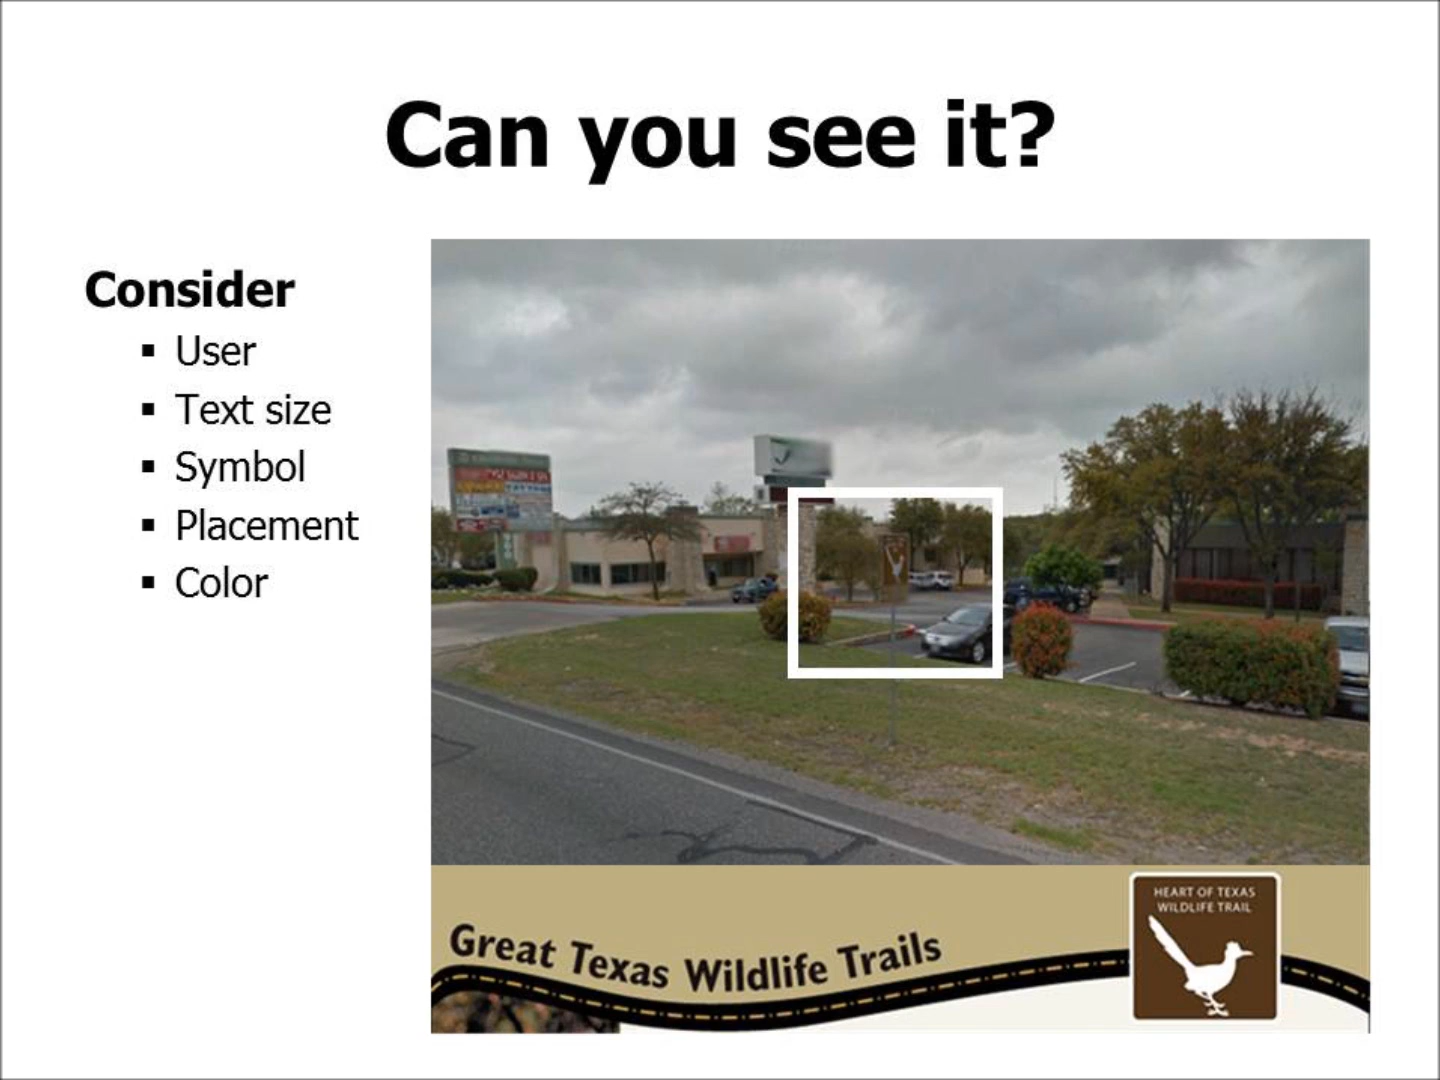 Can you see it?
Consider
▪ User
▪ Text size
▪ Symbol
▪ Placement
▪ Color
Great Texas Wildlife Trails
HEART OF TEXAS
WILDLIFE TRAIL